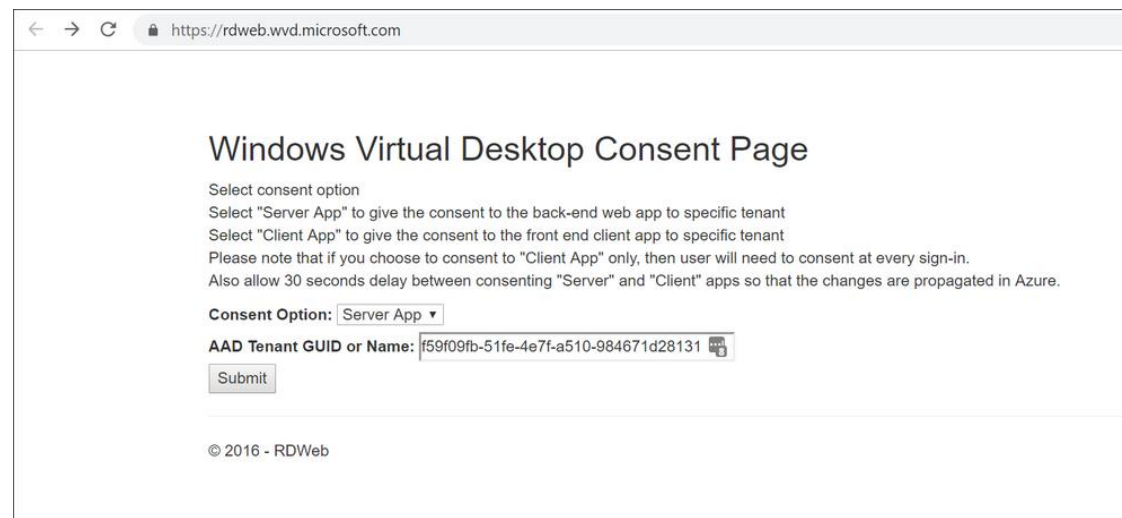 https://rdweb.wvd.microsoft.com
Windows Virtual Desktop Consent Page
Select consent option
Select "Server App" to give the consent to the back-end web app to specific tenant
Select "Client App" to give the consent to the front end client app to specific tenant
Please note that if you choose to consent to "Client App" only, then user will need to consent at every sign-in.
Also allow 30 seconds delay between consenting "Server" and "Client" apps so that the changes are propagated in Azure.
Consent Option: Server App
AAD Tenant GUID or Name: f59f09fb-51fe-4e7f-a510-984671d28131
Submit
© 2016 - RDWeb